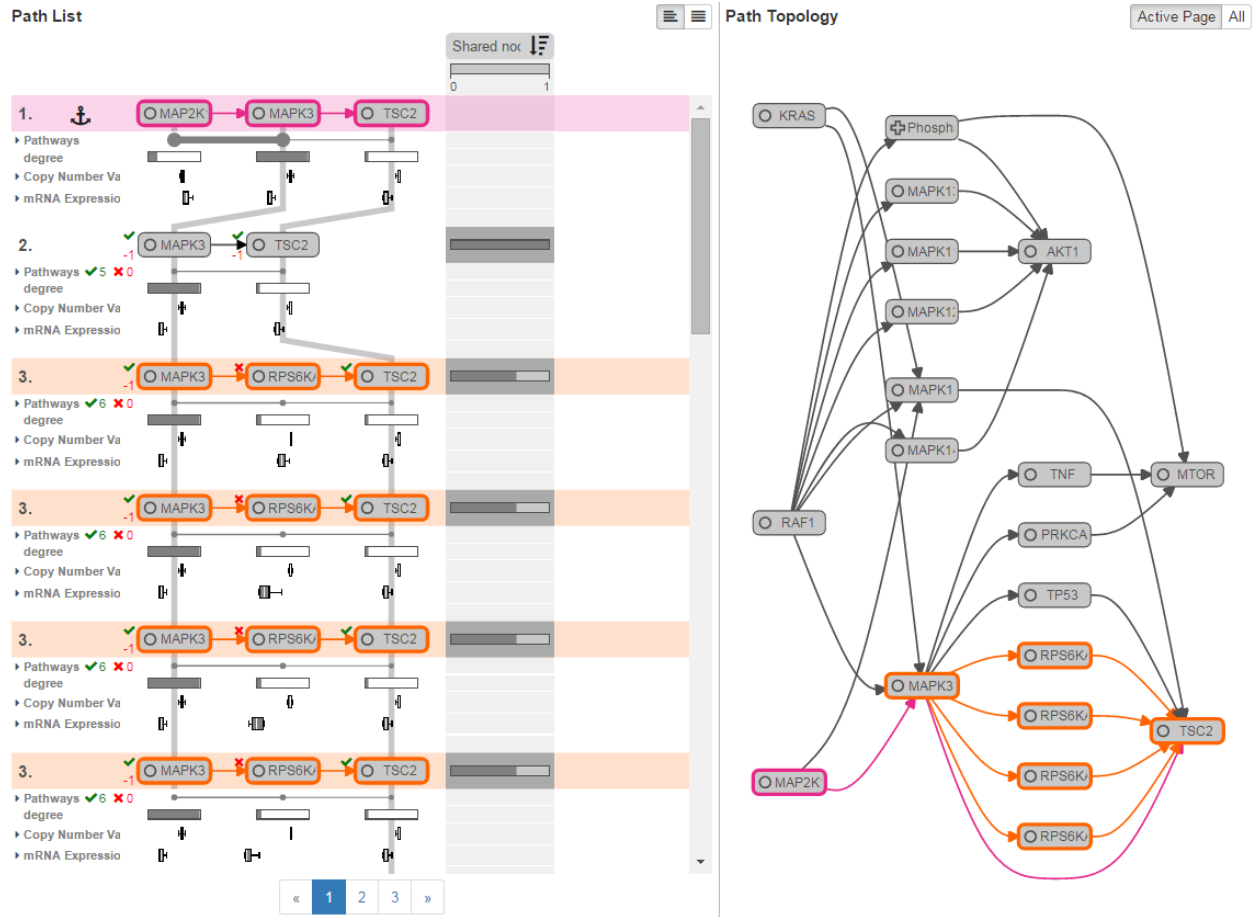 Path List
Shared noc
0 1
1. MAP2K MAPK3 TSC2
Pathways
degree
Copy Number Va
mRNA Expressio
2. -1 MAPK3 -1 TSC2
Pathways 5 0
degree
Copy Number Va
mRNA Expressio
3. -1 MAPK3 RPS6K TSC2
Pathways 6 0
degree
Copy Number Va
mRNA Expressio
3. -1 MAPK3 RPS6K TSC2
Pathways 6 0
degree
Copy Number Va
mRNA Expressio
3. -1 MAPK3 RPS6K TSC2
Pathways 6 0
degree
Copy Number Va
mRNA Expressio
3. -1 MAPK3 RPS6K TSC2
Pathways 6 0
degree
Copy Number Va
mRNA Expressio
« 1 2 3 »
Path Topology
Active Page All
KRAS
Phosph
MAPK1
MAPK1
AKT1
MAPK1
MAPK1
MAPK1
TNF
MTOR
RAF1
PRKCA
TP53
RPS6K
MAPK3
RPS6K
TSC2
RPS6K
MAP2K
RPS6K